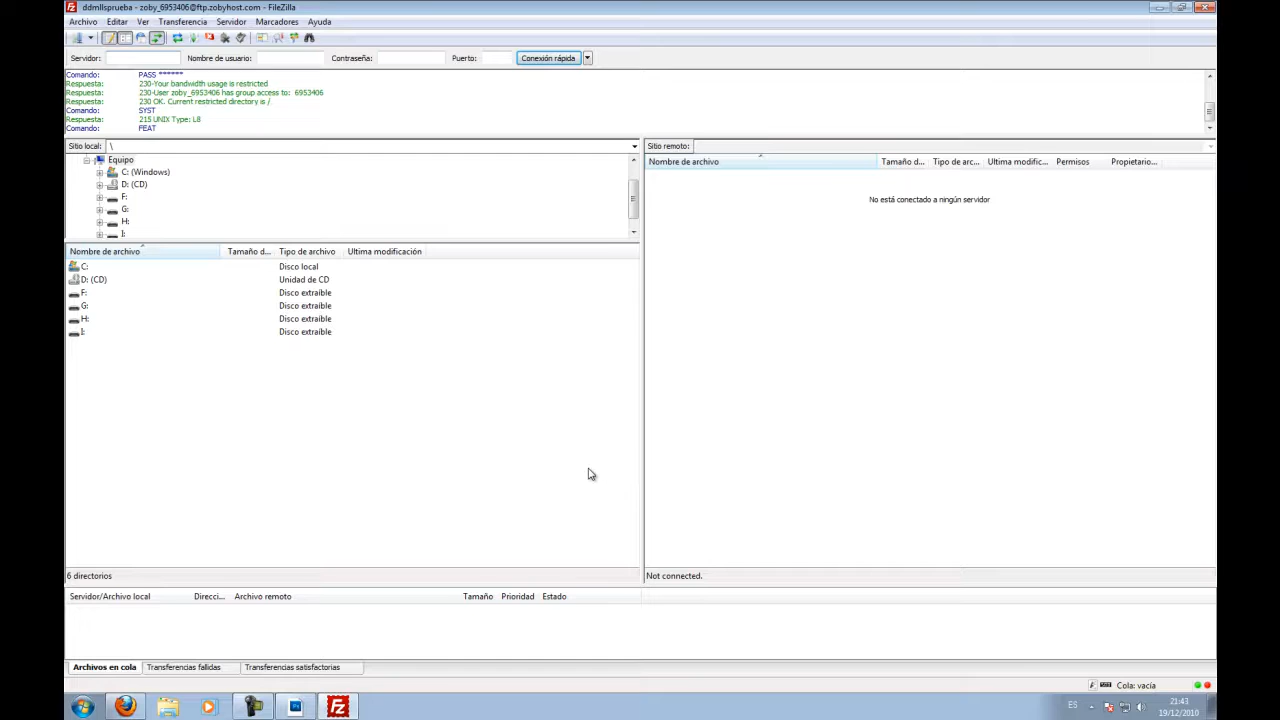 ddmllsprueba - zoby_6953406@ftp.zobyhost.com - FileZilla
Archivo Editar Ver Transferencia Servidor Marcadores Ayuda
Servidor: Nombre de usuario: Contraseña: Puerto: Conexión rápida
Comando: PASS ******
Respuesta: 230-Your bandwidth usage is restricted
Respuesta: 230-User zoby_6953406 has group access to: 6953406
Respuesta: 230 OK. Current restricted directory is /
Comando: SYST
Respuesta: 215 UNIX Type: L8
Comando: FEAT
Sitio local: \
Equipo
C: (Windows)
D: (CD)
F:
G:
H:
I:
Nombre de archivo Tamaño d... Tipo de archivo Ultima modificación
C: Disco local
D: (CD) Unidad de CD
F: Disco extraíble
G: Disco extraíble
H: Disco extraíble
I: Disco extraíble
6 directorios
Sitio remoto:
Nombre de archivo Tamaño d... Tipo de arc... Ultima modific... Permisos Propietario...
No está conectado a ningún servidor
Not connected.
Servidor/Archivo local Direcci... Archivo remoto Tamaño Prioridad Estado
Archivos en cola Transferencias fallidas Transferencias satisfactorias
Cola: vacía
ES 21:43
19/12/2010